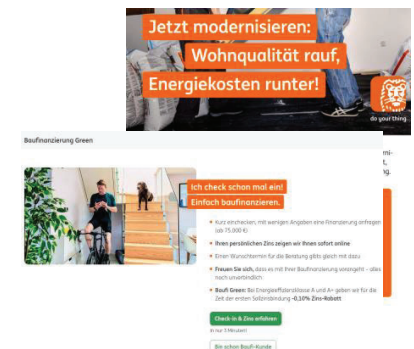 Jetzt modernisieren:
Wohnqualität rauf,
Energiekosten runter!
do your thing
Baufinanzierung Green
Ich check schon mal ein!
Einfach baufinanzieren.
Kurz einchecken, mit wenigen Angaben eine Finanzierung anfragen
(ab 75.000 €)
Ihren persönlichen Zins zeigen wir Ihnen sofort online
Einen Wunschtermin für die Beratung gibts gleich mit dazu
Freuen Sie sich, dass es mit Ihrer Baufinanzierung vorangeht – alles
noch unverbindlich
Baufi Green: Bei Energieeffizienzklasse A und A+ geben wir für die
Zeit der ersten Sollzinsbindung -0,10% Zins-Rabatt
Check-in & Zins erfahren
in nur 3 Minuten!
Bin schon Baufi-Kunde